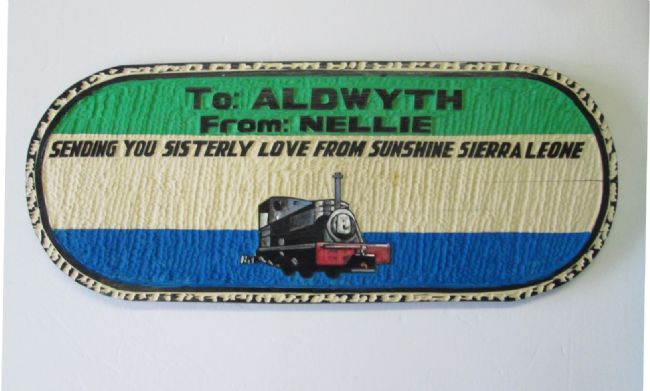 To: ALDWYTH
From: NELLIE
SENDING YOU SISTERLY LOVE FROM SUNSHINE SIERRA LEONE